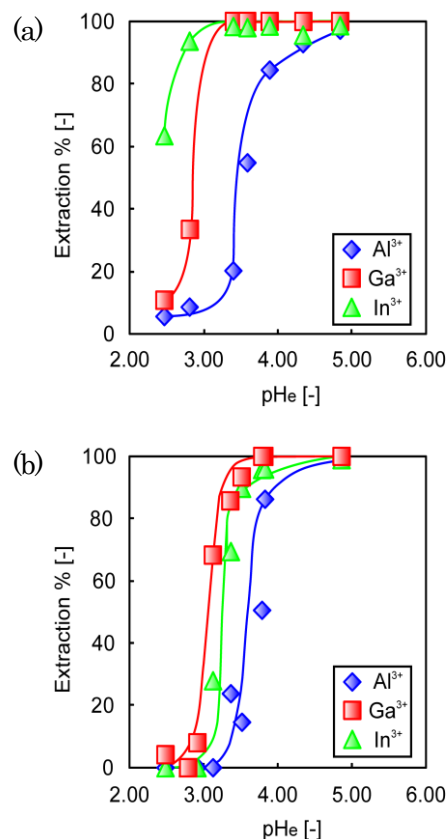 (a)
Extraction % [-]
100
80
60
40
20
0
Al³⁺
Ga³⁺
In³⁺
2.00 3.00 4.00 5.00 6.00
pHe [-]
(b)
Extraction % [-]
100
80
60
40
20
0
Al³⁺
Ga³⁺
In³⁺
2.00 3.00 4.00 5.00 6.00
pHe [-]